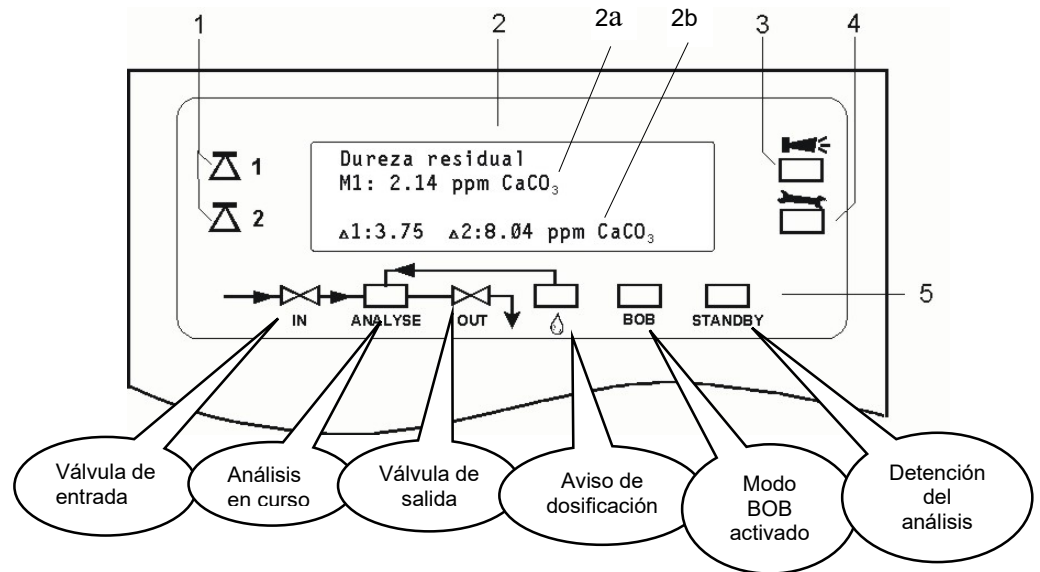 1
2
2a
2b
3
4
Dureza residual
M1: 2.14 ppm CaCO₃
▵1:3.75 ▵2:8.04 ppm CaCO₃
1
2
5
IN
ANALYSE
OUT
BOB
STANDBY
Válvula de
entrada
Análisis
en curso
Válvula de
salida
Aviso de
dosificación
Modo
BOB
activado
Detención
del
análisis